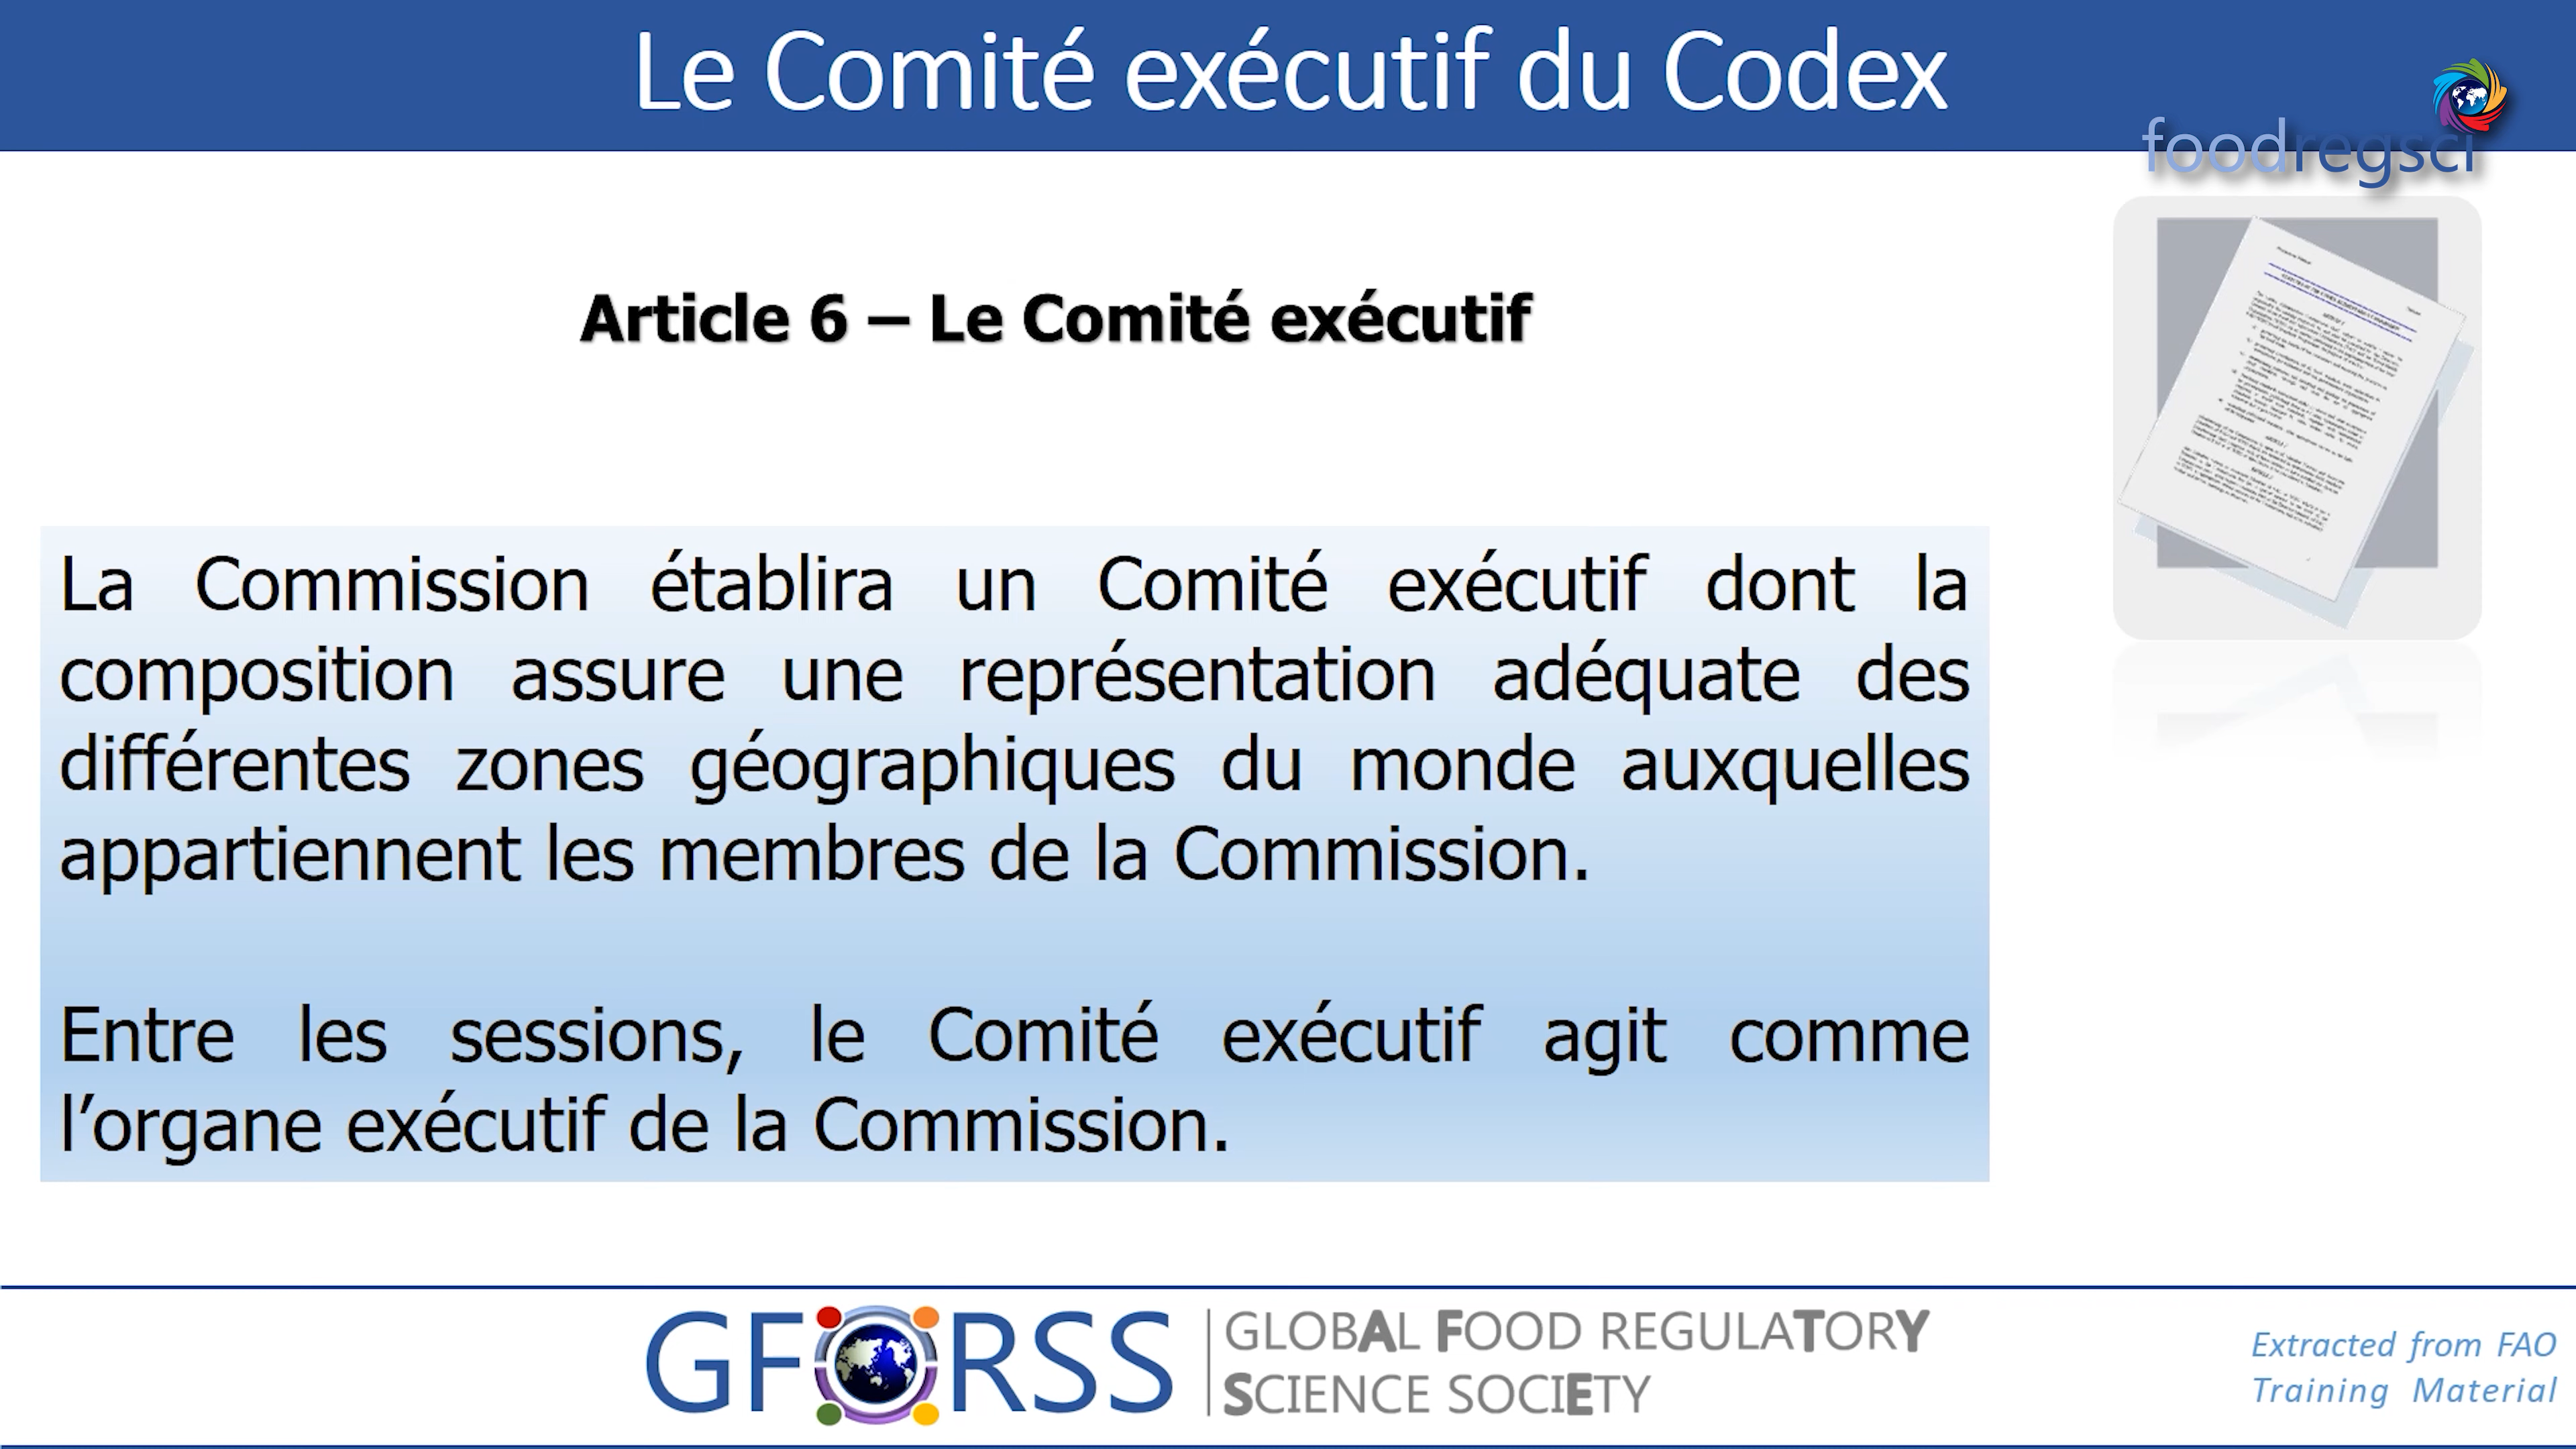 Le Comité exécutif du Codex
foodregsci
Article 6 – Le Comité exécutif
La Commission établira un Comité exécutif dont la
composition assure une représentation adéquate des
différentes zones géographiques du monde auxquelles
appartiennent les membres de la Commission.
Entre les sessions, le Comité exécutif agit comme
l’organe exécutif de la Commission.
GFORSS
GLOBAL FOOD REGULATORY
SCIENCE SOCIETY
Extracted from FAO
Training Material